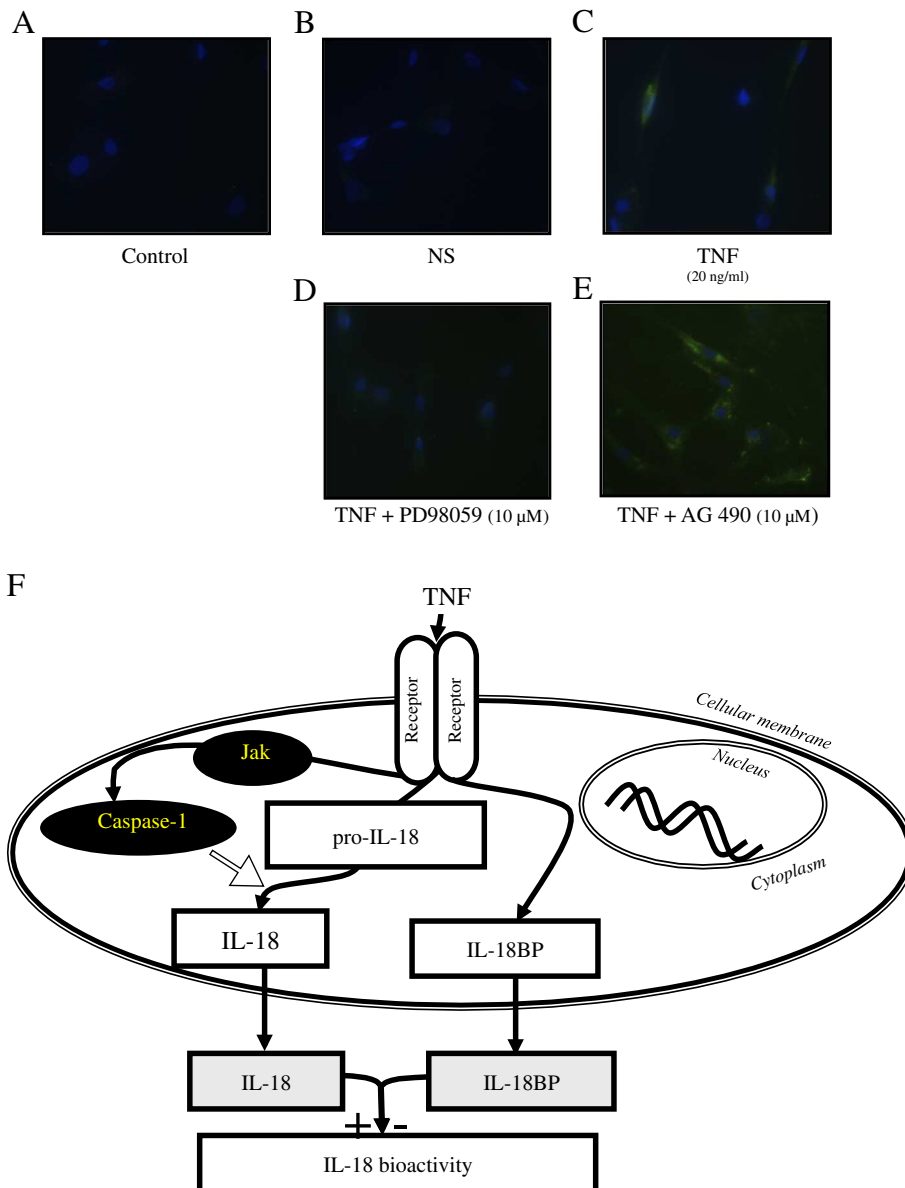 A
B
C
Control
NS
TNF
(20 ng/ml)
D
E
TNF + PD98059 (10 µM)
TNF + AG 490 (10 µM)
F
TNF
Receptor
Receptor
Cellular membrane
Nucleus
Jak
Caspase-1
pro-IL-18
Cytoplasm
IL-18
IL-18BP
IL-18
IL-18BP
+ -
IL-18 bioactivity